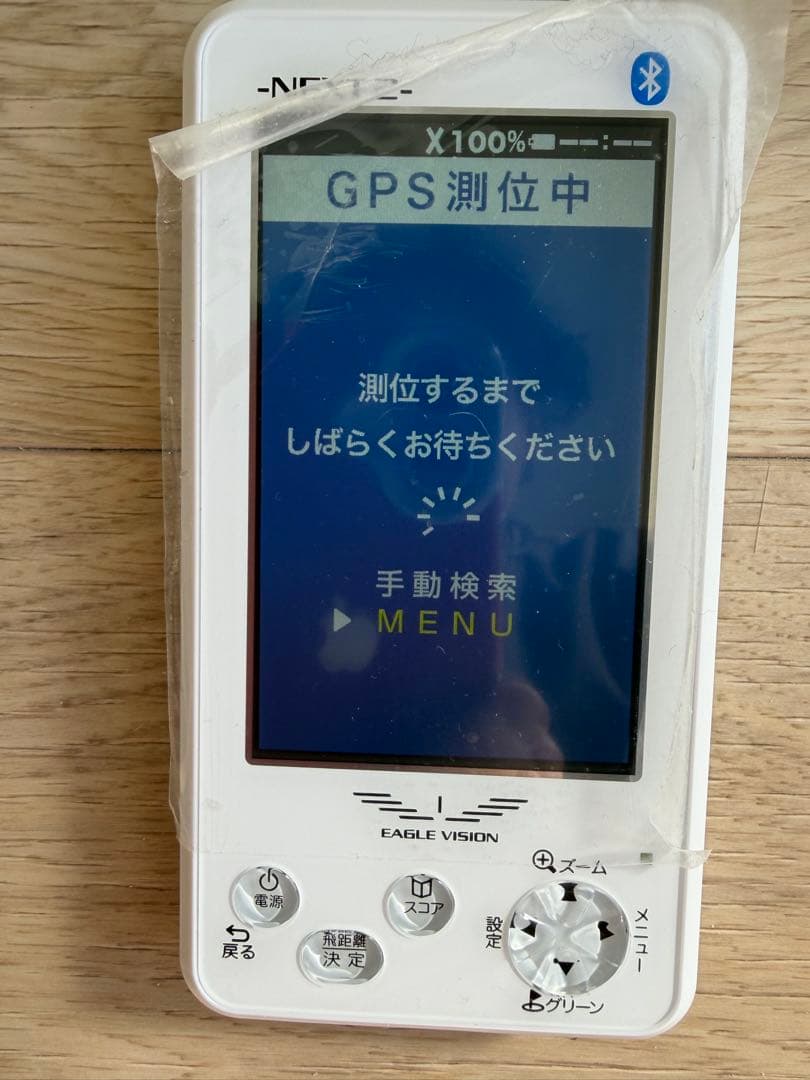 X100% --:--
GPS測位中
測位するまで
しばらくお待ちください
手動検索
▶ MENU
EAGLE VISION
ズーム
電源
スコア
設定
メニュー
戻る
飛距離
決定
グリーン